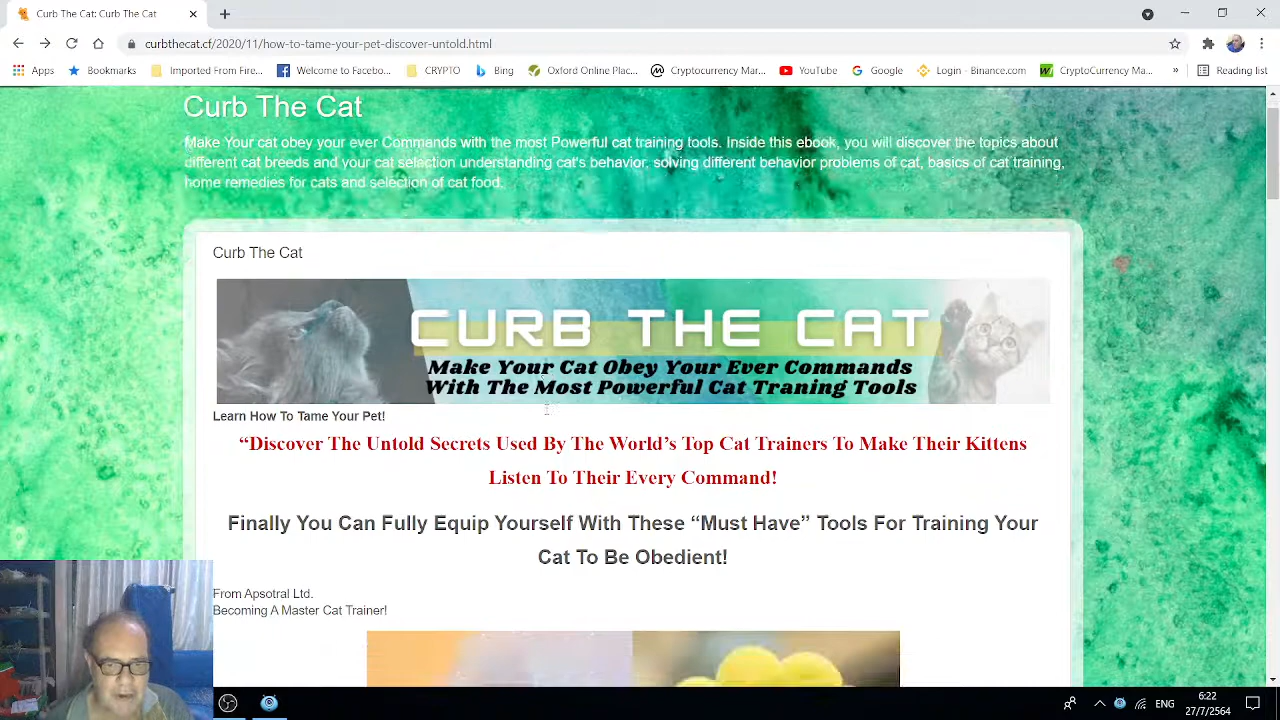 Curb The Cat Curb The Cat
curbthecat.cf/2020/11/how-to-tame-your-pet-discover-untold.html
Apps Bookmarks Imported From Fire... Welcome to Facebo... CRYPTO Bing Oxford Online Plac... Cryptocurrency Mar... YouTube Google Login - Binance.com CryptoCurrency Ma... » Reading list
Curb The Cat
Make Your cat obey your ever Commands with the most Powerful cat training tools. Inside this ebook, you will discover the topics about
different cat breeds and your cat selection understanding cat's behavior, solving different behavior problems of cat, basics of cat training,
home remedies for cats and selection of cat food.
Curb The Cat
CURB THE CAT
Make Your Cat Obey Your Ever Commands
With The Most Powerful Cat Traning Tools
Learn How To Tame Your Pet!
“Discover The Untold Secrets Used By The World’s Top Cat Trainers To Make Their Kittens
Listen To Their Every Command!
Finally You Can Fully Equip Yourself With These “Must Have” Tools For Training Your
Cat To Be Obedient!
From Apsotral Ltd.
Becoming A Master Cat Trainer!
ENG
6:22
27/7/2564